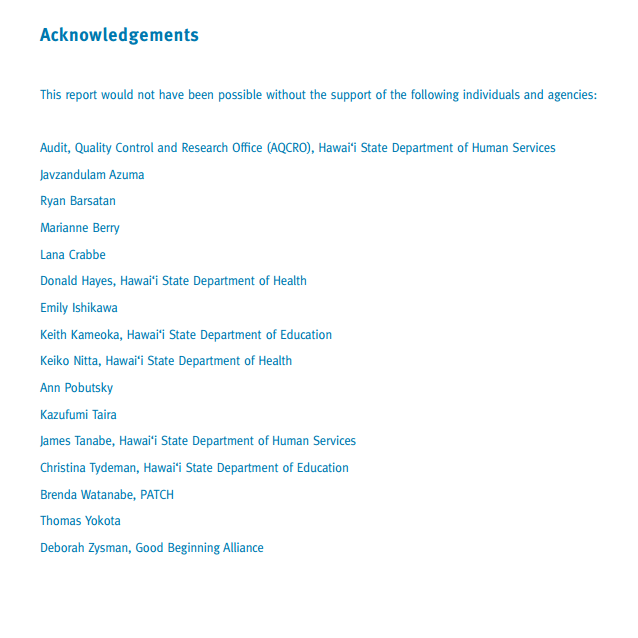 Acknowledgements
This report would not have been possible without the support of the following individuals and agencies:
Audit, Quality Control and Research Office (AQCRO), Hawai‘i State Department of Human Services
Javzandulam Azuma
Ryan Barsatan
Marianne Berry
Lana Crabbe
Donald Hayes, Hawai‘i State Department of Health
Emily Ishikawa
Keith Kameoka, Hawai‘i State Department of Education
Keiko Nitta, Hawai‘i State Department of Health
Ann Pobutsky
Kazufumi Taira
James Tanabe, Hawai‘i State Department of Human Services
Christina Tydeman, Hawai‘i State Department of Education
Brenda Watanabe, PATCH
Thomas Yokota
Deborah Zysman, Good Beginning Alliance